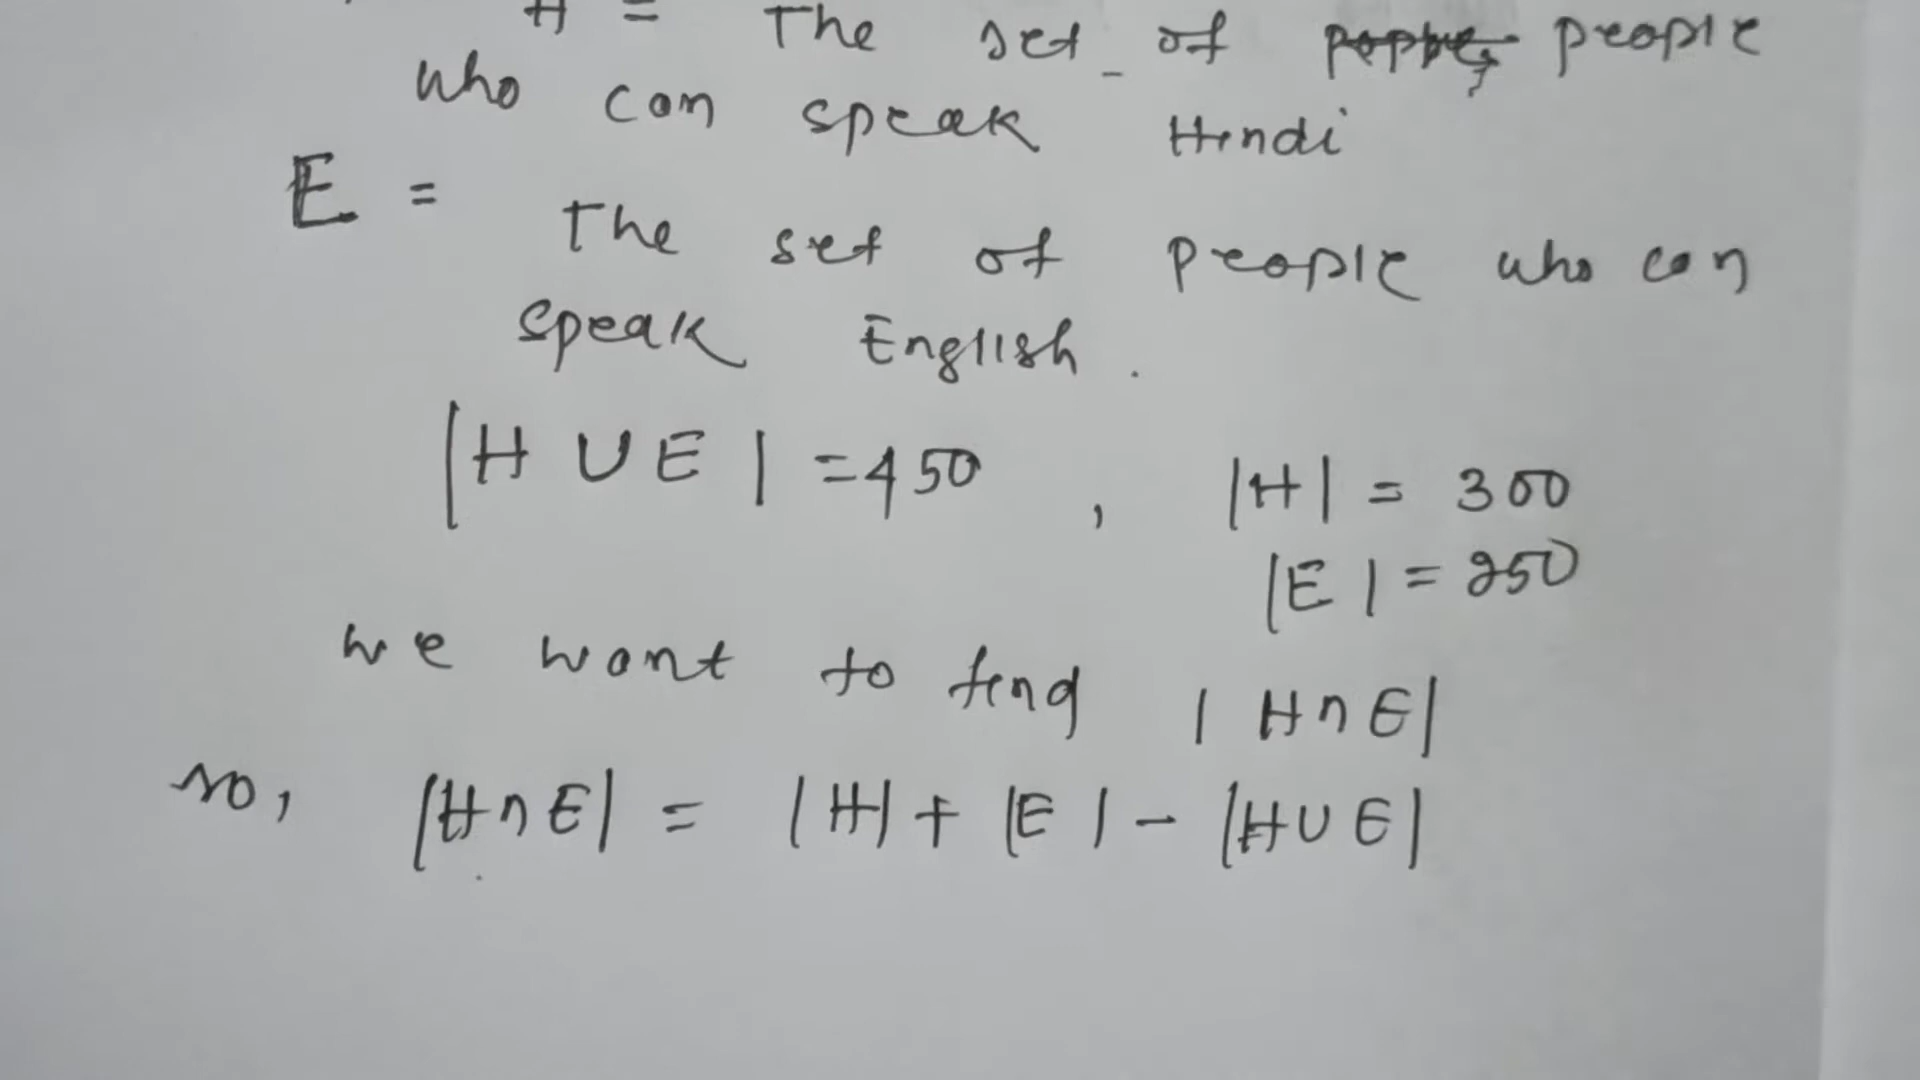 H = The set of people
who can speak Hindi
E = The set of people who can
speak English.
|H ∪ E| = 450 , |H| = 300
|E| = 250
we want to find |H ∩ E|
so, |H ∩ E| = |H| + |E| - |H ∪ E|